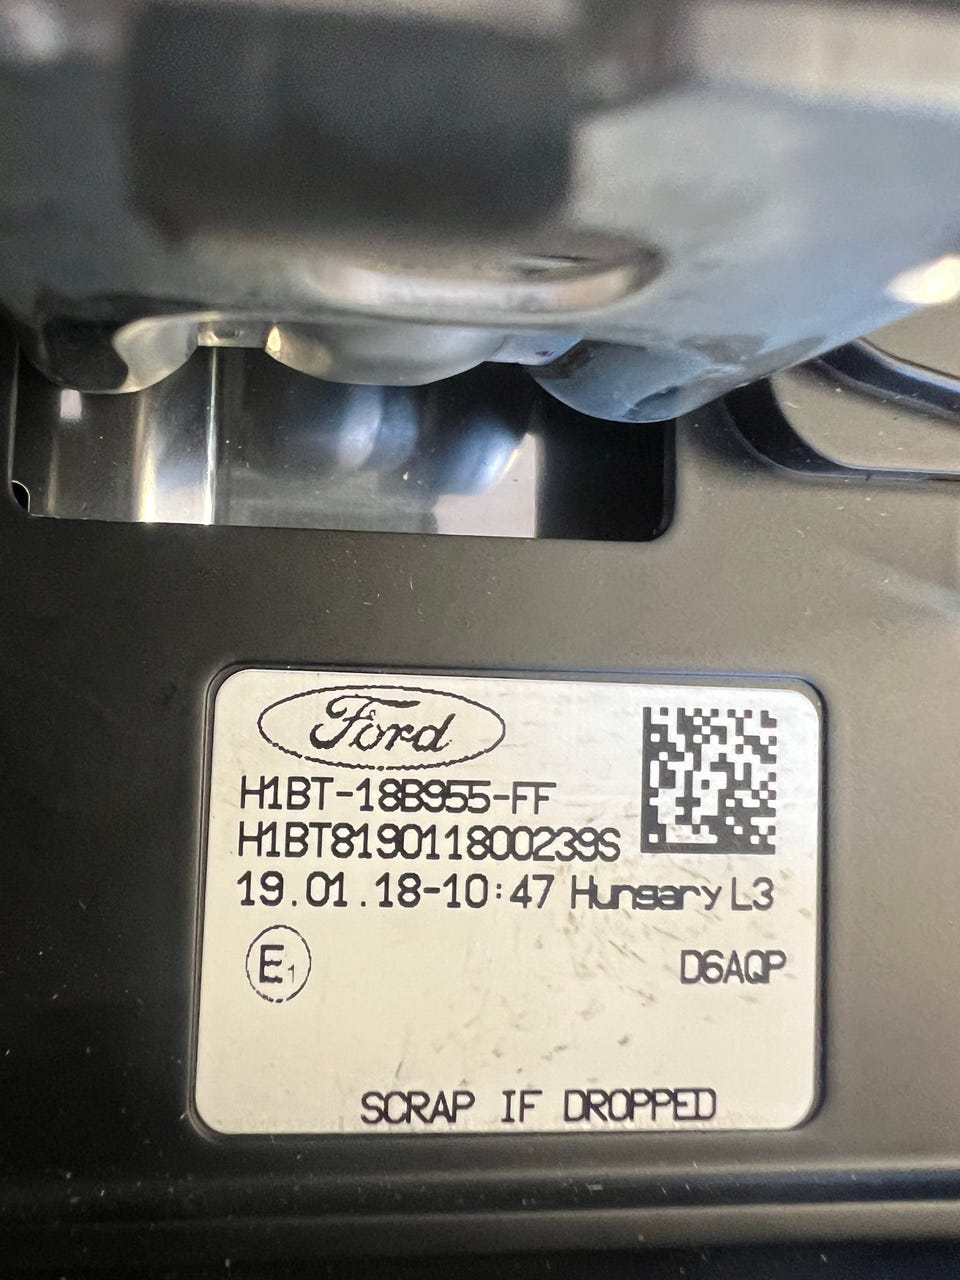 Ford
H1BT-18B955-FF
H1BT819011800239S
19.01.18-10:47 Hungary L3
E1
D6AQP
SCRAP IF DROPPED